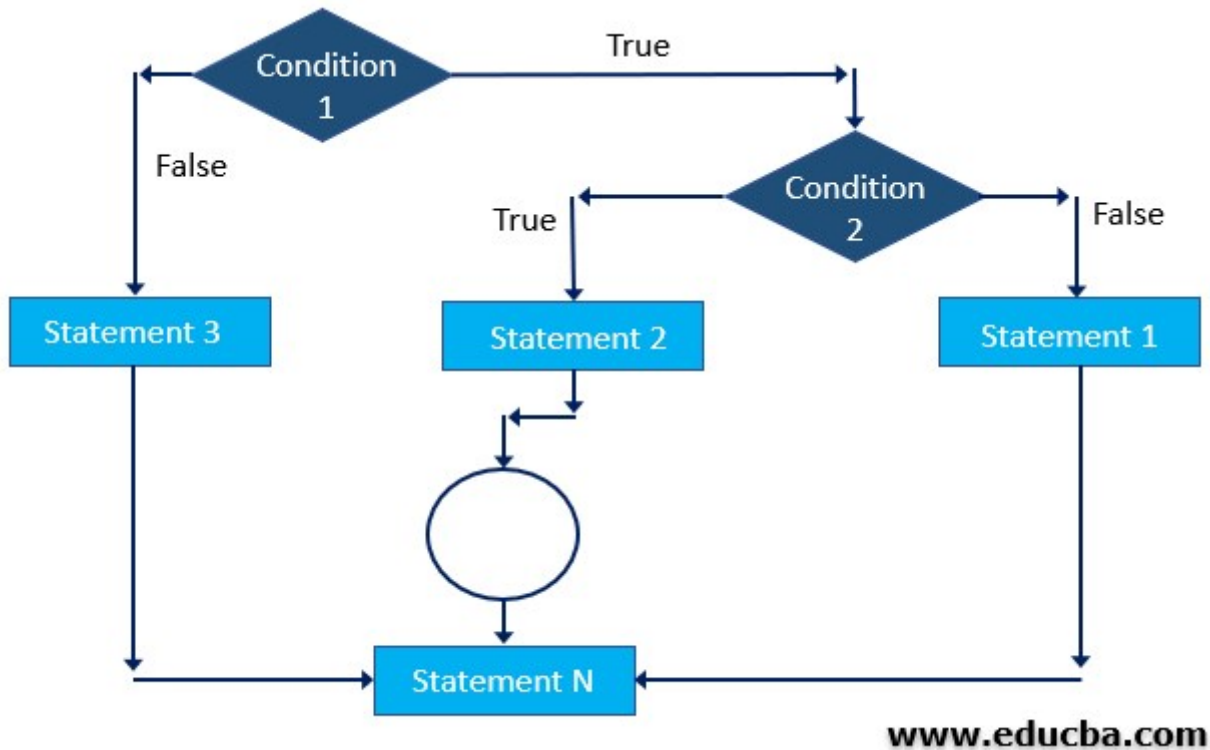 True
Condition
1
False
Condition
2
True
False
Statement 3
Statement 2
Statement 1
Statement N
www.educba.com